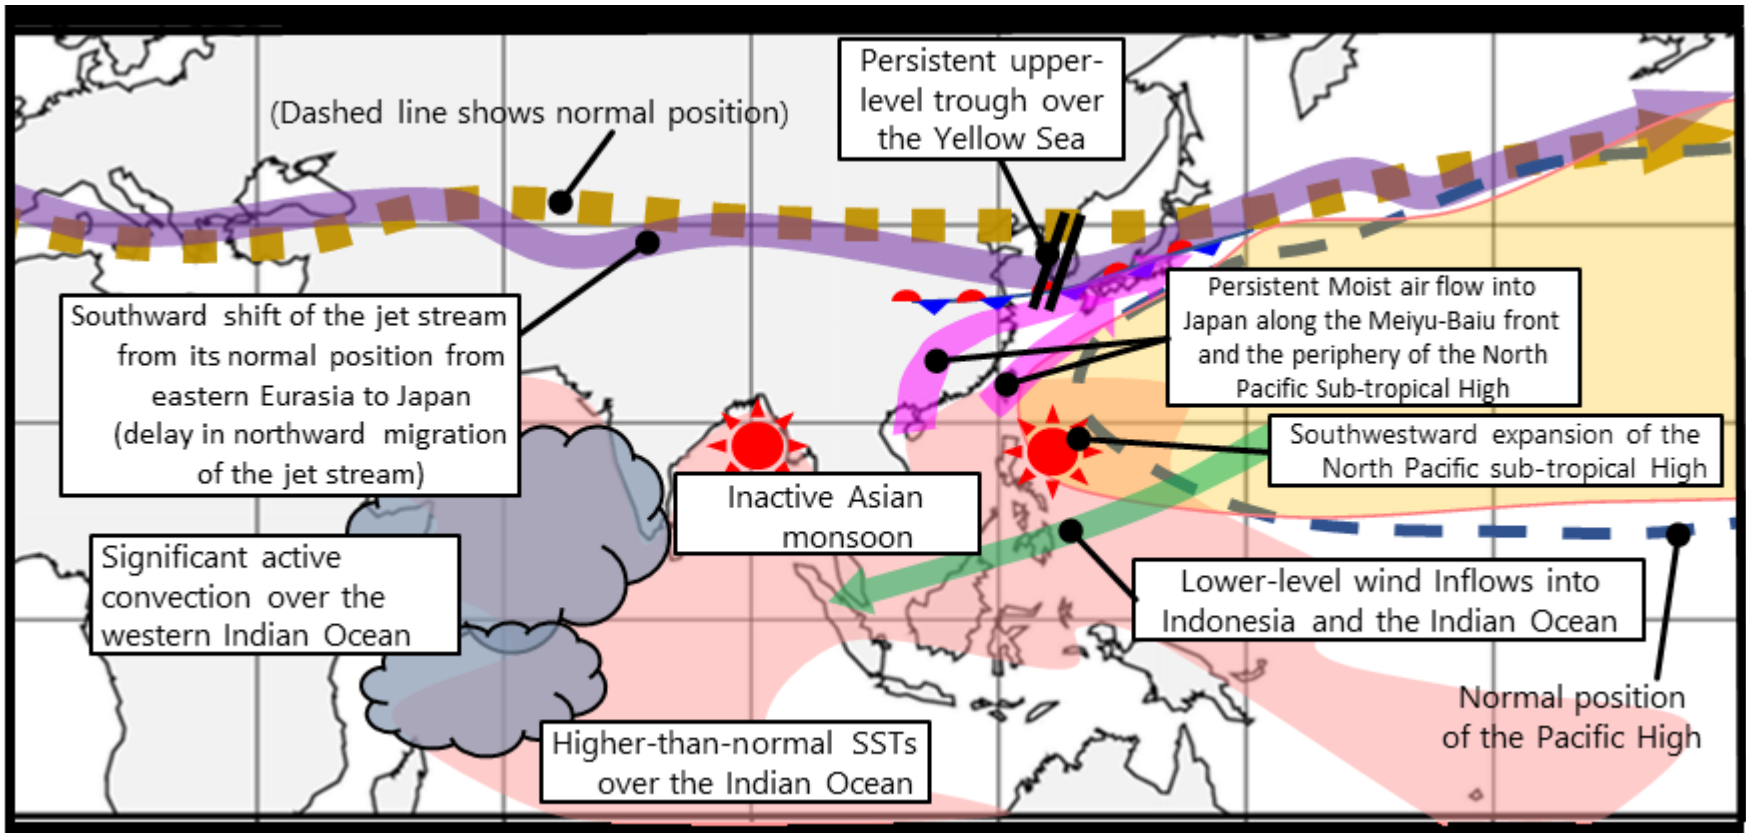 Persistent upper-
level trough over
the Yellow Sea
(Dashed line shows normal position)
Southward shift of the jet stream
from its normal position from
eastern Eurasia to Japan
(delay in northward migration
of the jet stream)
Persistent Moist air flow into
Japan along the Meiyu-Baiu front
and the periphery of the North
Pacific Sub-tropical High
Southwestward expansion of the
North Pacific sub-tropical High
Inactive Asian
monsoon
Significant active
convection over the
western Indian Ocean
Lower-level wind Inflows into
Indonesia and the Indian Ocean
Normal position
of the Pacific High
Higher-than-normal SSTs
over the Indian Ocean